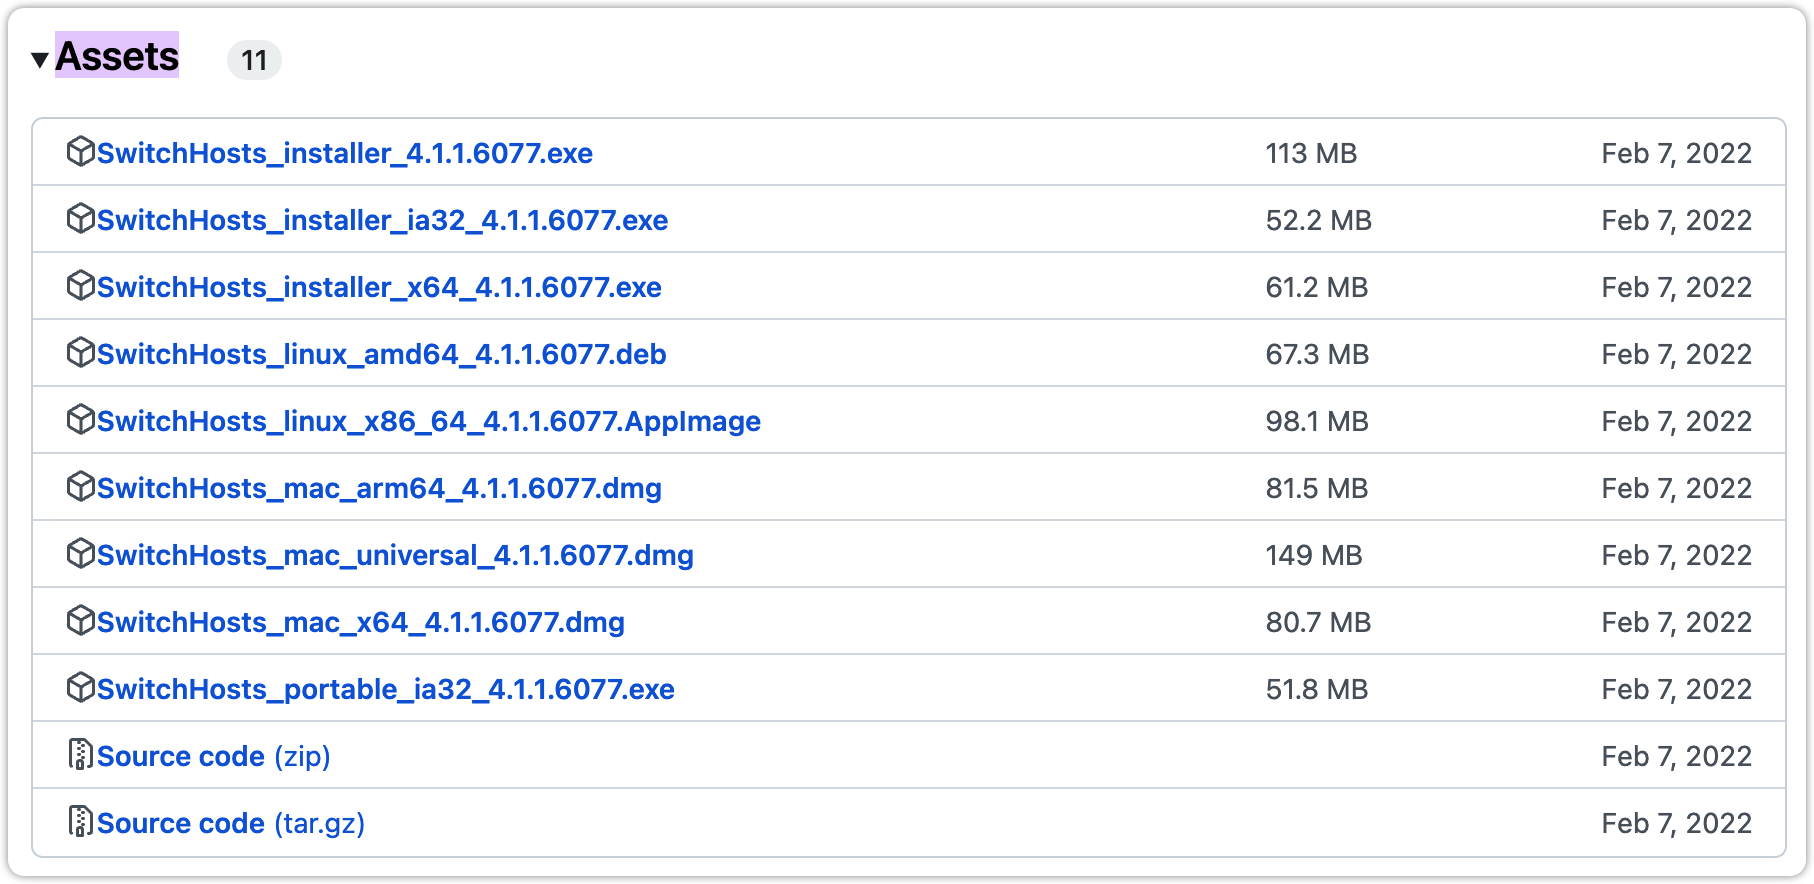 Assets 11
SwitchHosts_installer_4.1.1.6077.exe 113 MB Feb 7, 2022
SwitchHosts_installer_ia32_4.1.1.6077.exe 52.2 MB Feb 7, 2022
SwitchHosts_installer_x64_4.1.1.6077.exe 61.2 MB Feb 7, 2022
SwitchHosts_linux_amd64_4.1.1.6077.deb 67.3 MB Feb 7, 2022
SwitchHosts_linux_x86_64_4.1.1.6077.AppImage 98.1 MB Feb 7, 2022
SwitchHosts_mac_arm64_4.1.1.6077.dmg 81.5 MB Feb 7, 2022
SwitchHosts_mac_universal_4.1.1.6077.dmg 149 MB Feb 7, 2022
SwitchHosts_mac_x64_4.1.1.6077.dmg 80.7 MB Feb 7, 2022
SwitchHosts_portable_ia32_4.1.1.6077.exe 51.8 MB Feb 7, 2022
Source code (zip) Feb 7, 2022
Source code (tar.gz) Feb 7, 2022